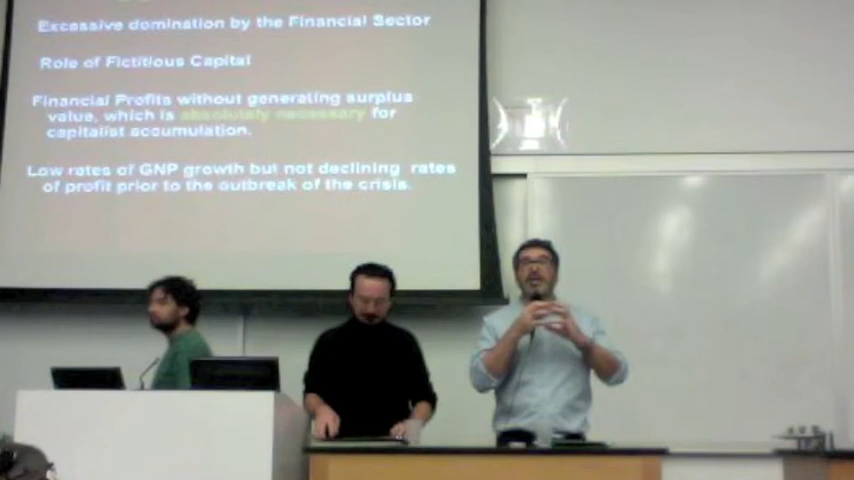 Excessive domination by the Financial Sector
Role of Fictitious Capital
Financial Profits without generating surplus
value, which is absolutely necessary for
capitalist accumulation.
Low rates of GNP growth but not declining rates
of profit prior to the outbreak of the crisis.